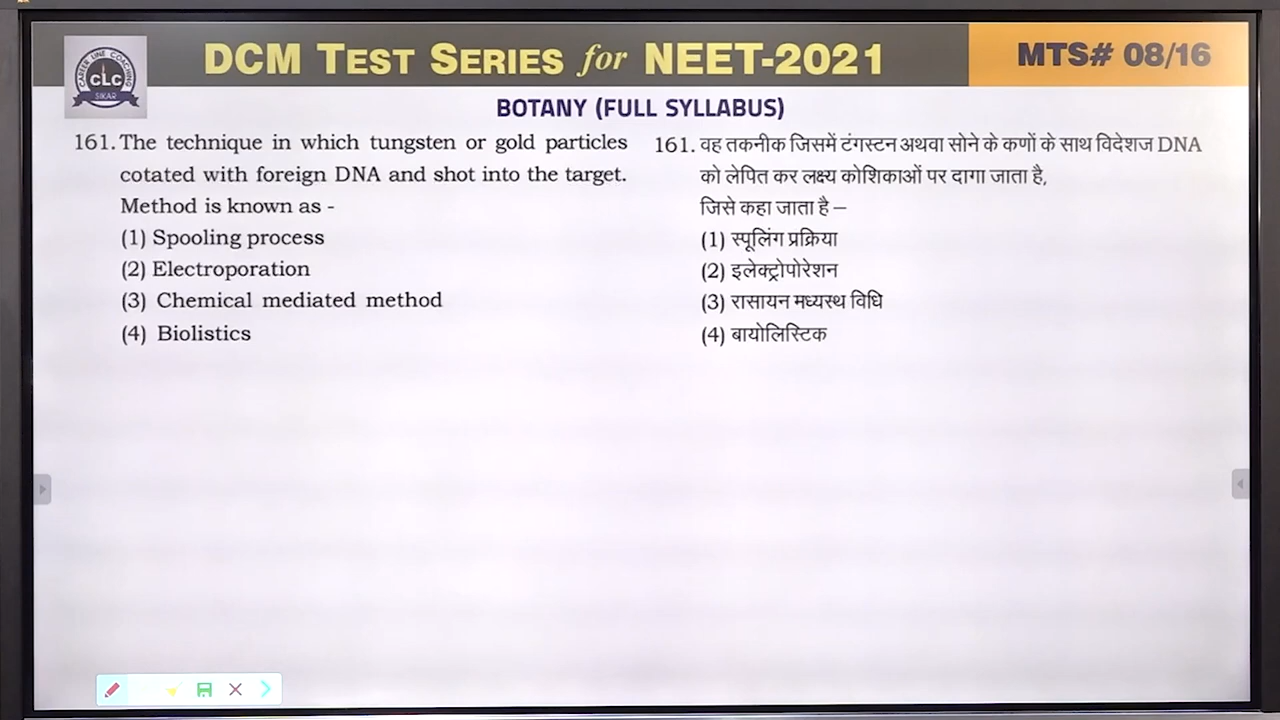 DCM TEST SERIES for NEET-2021
MTS# 08/16
CAREER LINE COACHING
CLC
SIKAR
BOTANY (FULL SYLLABUS)
161. The technique in which tungsten or gold particles
cotated with foreign DNA and shot into the target.
Method is known as -
(1) Spooling process
(2) Electroporation
(3) Chemical mediated method
(4) Biolistics
161. वह तकनीक जिसमें टंगस्टन अथवा सोने के कणों के साथ विदेशज DNA
को लेपित कर लक्ष्य कोशिकाओं पर दागा जाता है,
जिसे कहा जाता है –
(1) स्पूलिंग प्रक्रिया
(2) इलेक्ट्रोपोरेशन
(3) रासायन मध्यस्थ विधि
(4) बायोलिस्टिक